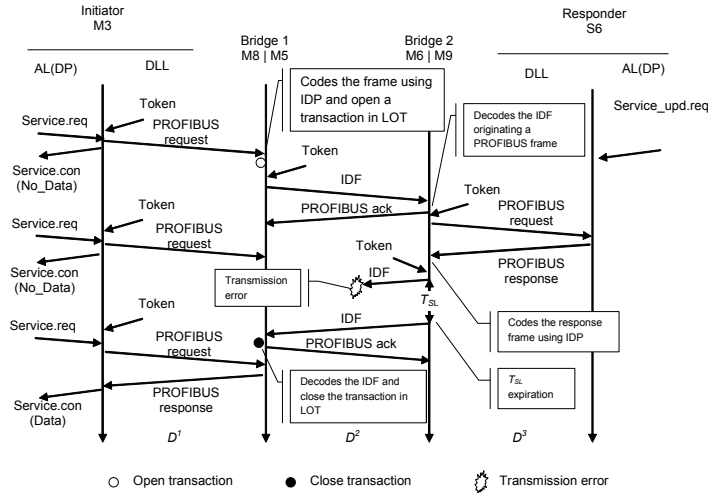 Initiator
M3
Responder
S6
Bridge 1
M8 | M5
Bridge 2
M6 | M9
AL(DP)
DLL
DLL
AL(DP)
Codes the frame using
IDP and open a
transaction in LOT
Decodes the IDF
originating a
PROFIBUS frame
Token
Service.req
PROFIBUS
request
Service_upd.req
Service.con
(No_Data)
Token
IDF
PROFIBUS ack
Token
Service.req
Token
PROFIBUS
request
PROFIBUS
request
Token
PROFIBUS
response
Service.con
(No_Data)
Transmission
error
IDF
TSL
Token
Service.req
IDF
Codes the response
frame using IDP
PROFIBUS
request
PROFIBUS ack
Decodes the IDF and
close the transaction in
LOT
TSL
expiration
PROFIBUS
response
Service.con
(Data)
D1
D2
D3
Open transaction
Close transaction
Transmission error